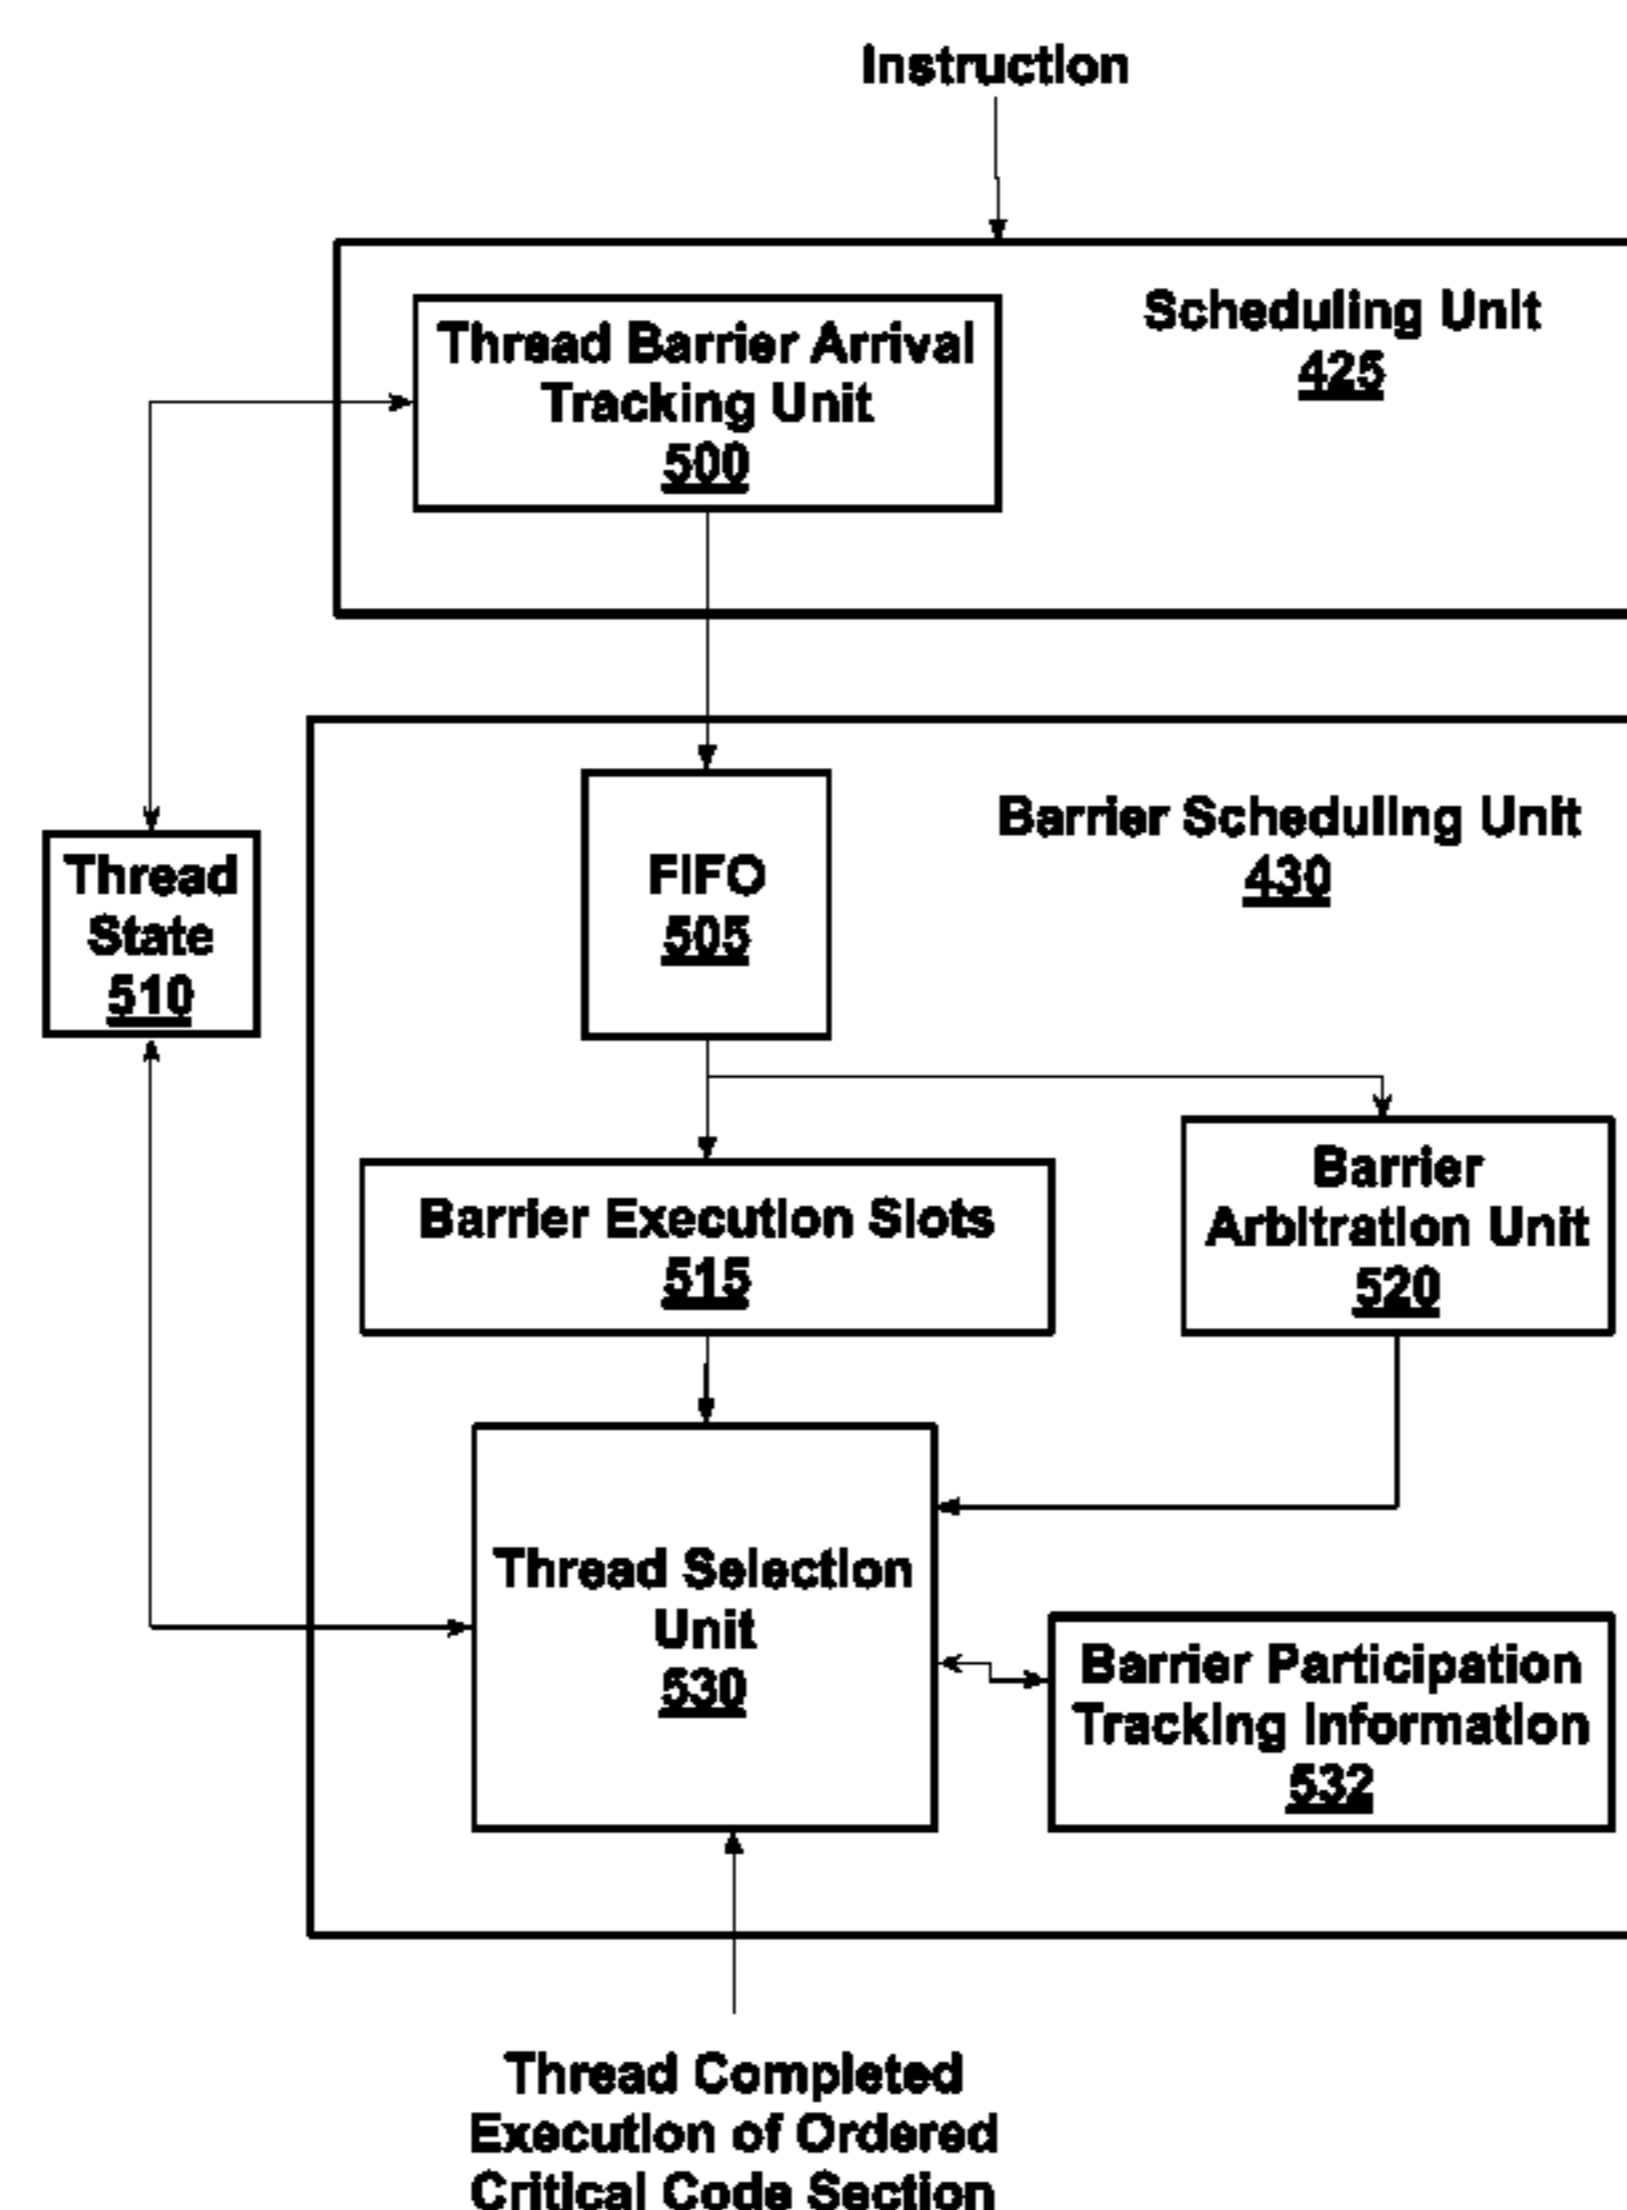 Instruction
Scheduling Unit
425
Thread Barrier Arrival
Tracking Unit
500
Barrier Scheduling Unit
430
FIFO
505
Thread
State
510
Barrier Execution Slots
515
Barrier
Arbitration Unit
520
Thread Selection
Unit
530
Barrier Participation
Tracking Information
532
Thread Completed
Execution of Ordered
Critical Code Section